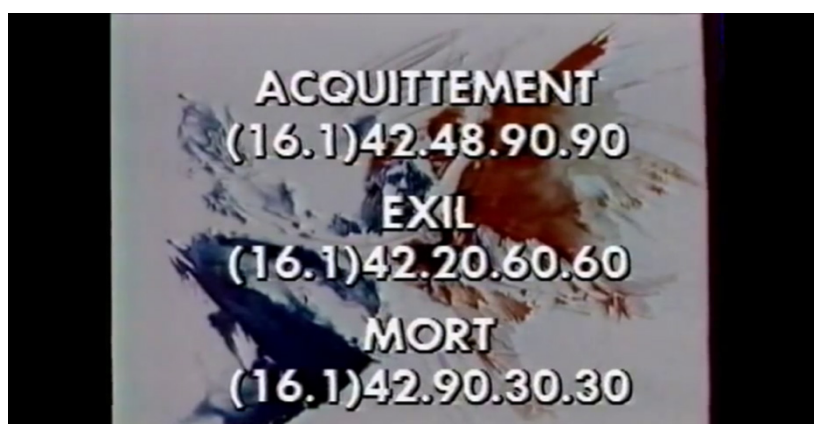 ACQUITTEMENT
(16.1)42.48.90.90
EXIL
(16.1)42.20.60.60
MORT
(16.1)42.90.30.30